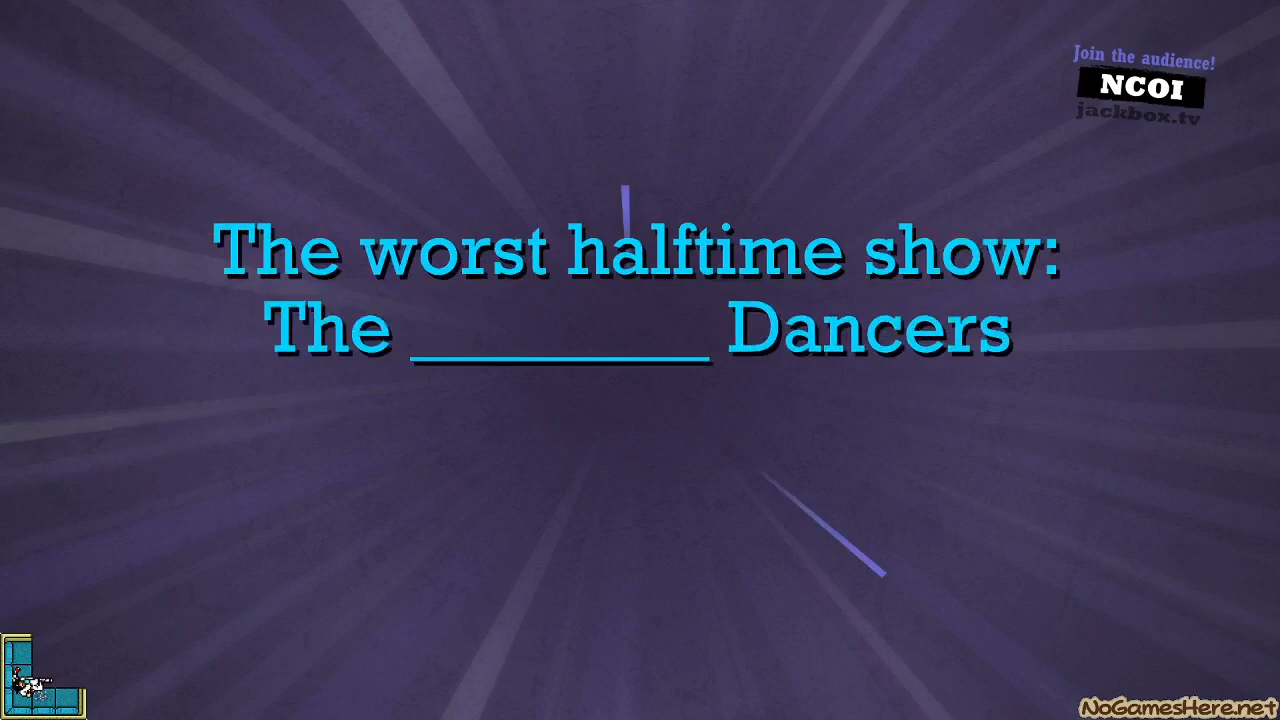 Join the audience!
NCOI
jackbox.tv
The worst halftime show:
The ________ Dancers
NoGamesHere.net